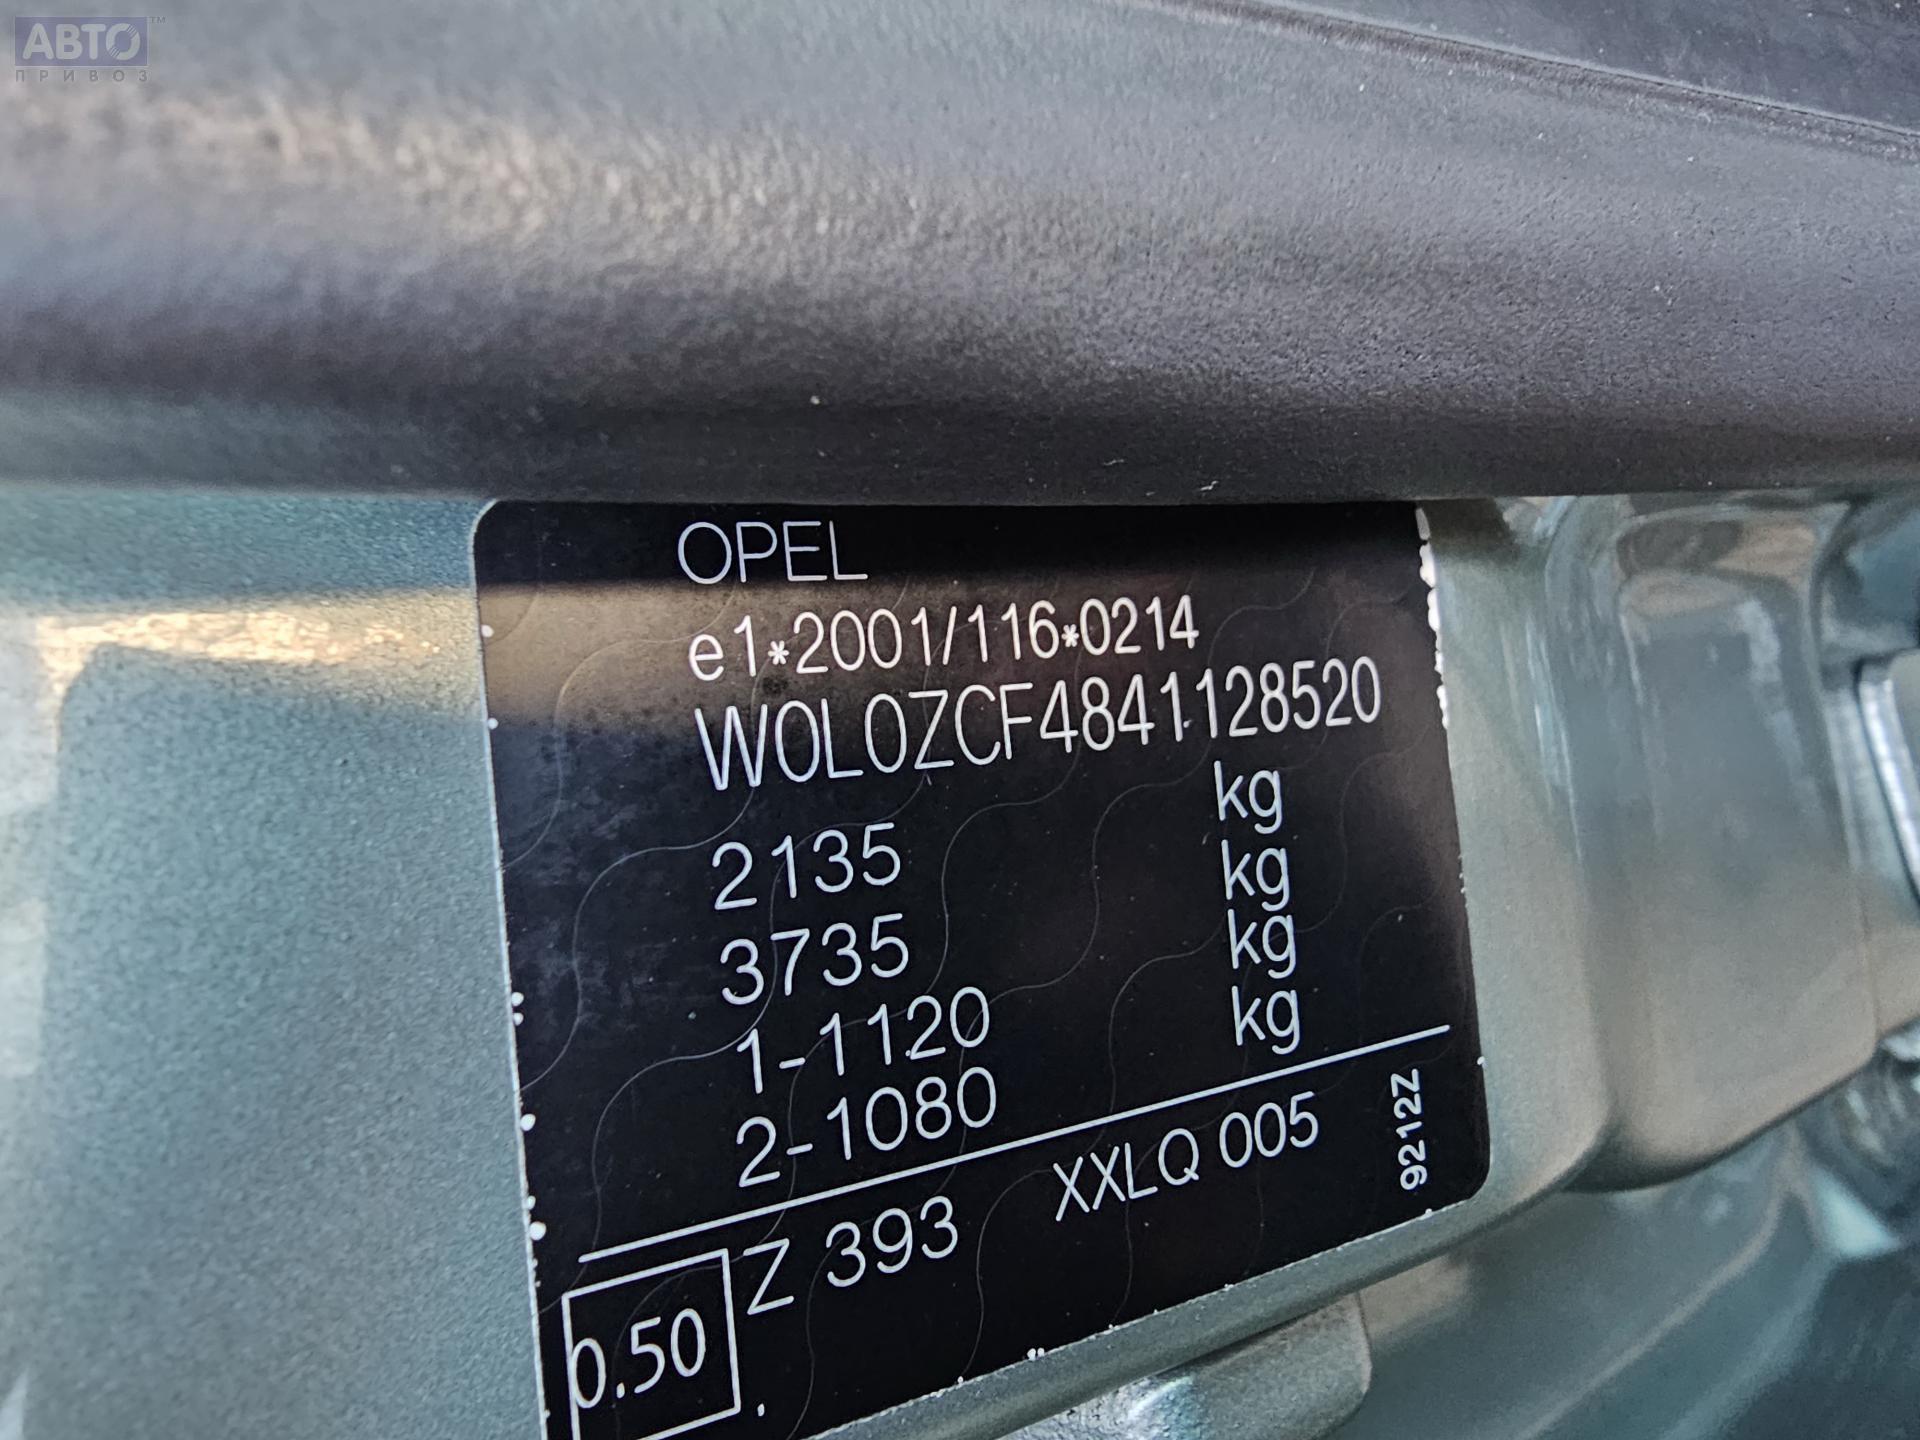 АВТО™
ПРИВОЗ
OPEL
e1*2001/116*0214
W0L0ZCF4841128520
2135 kg
3735 kg
1-1120 kg
2-1080 kg
0.50 Z 393 XXLQ 005 9212Z